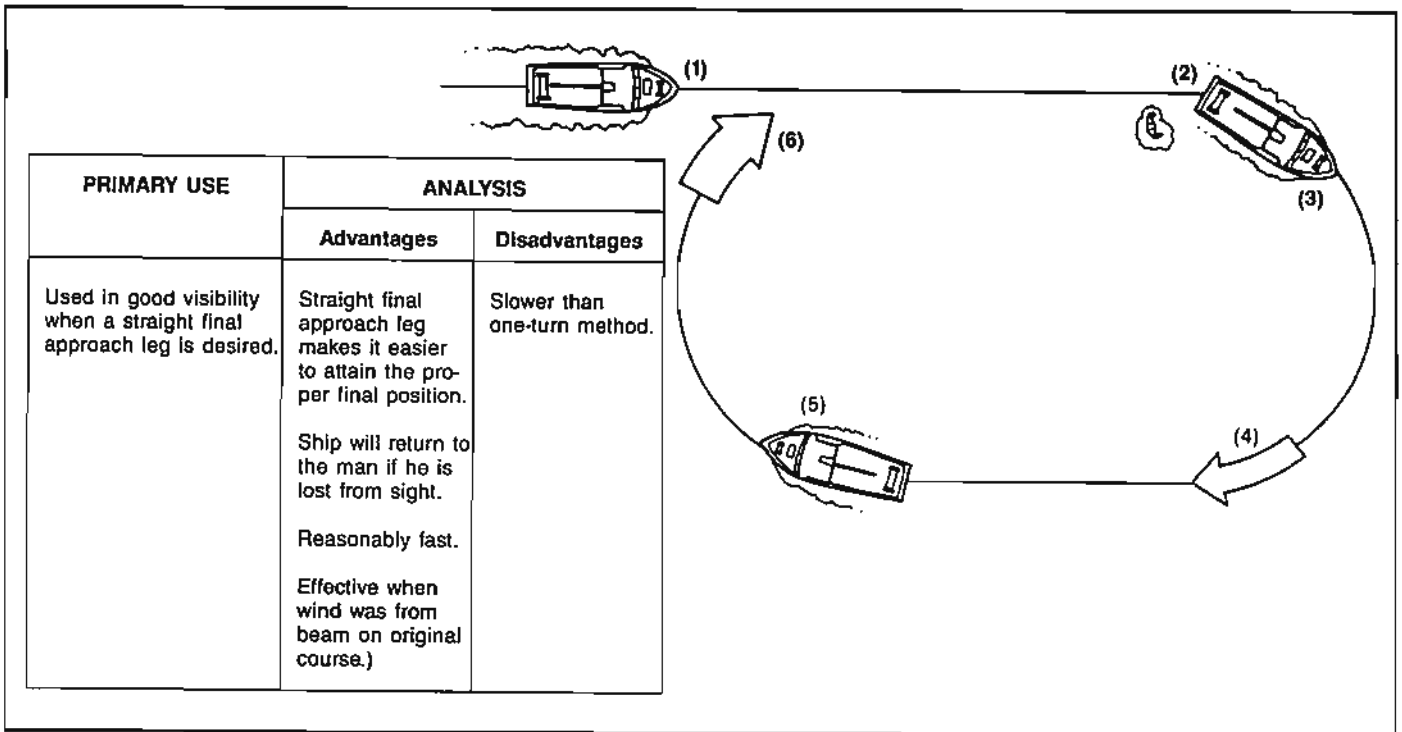 (1)
(2)
(3)
(4)
(5)
(6)
PRIMARY USE
ANALYSIS
Advantages
Disadvantages
Used in good visibility
when a straight final
approach leg is desired.
Straight final
approach leg
makes it easier
to attain the pro-
per final position.
Ship will return to
the man if he is
lost from sight.
Reasonably fast.
Effective when
wind was from
beam on original
course.)
Slower than
one-turn method.